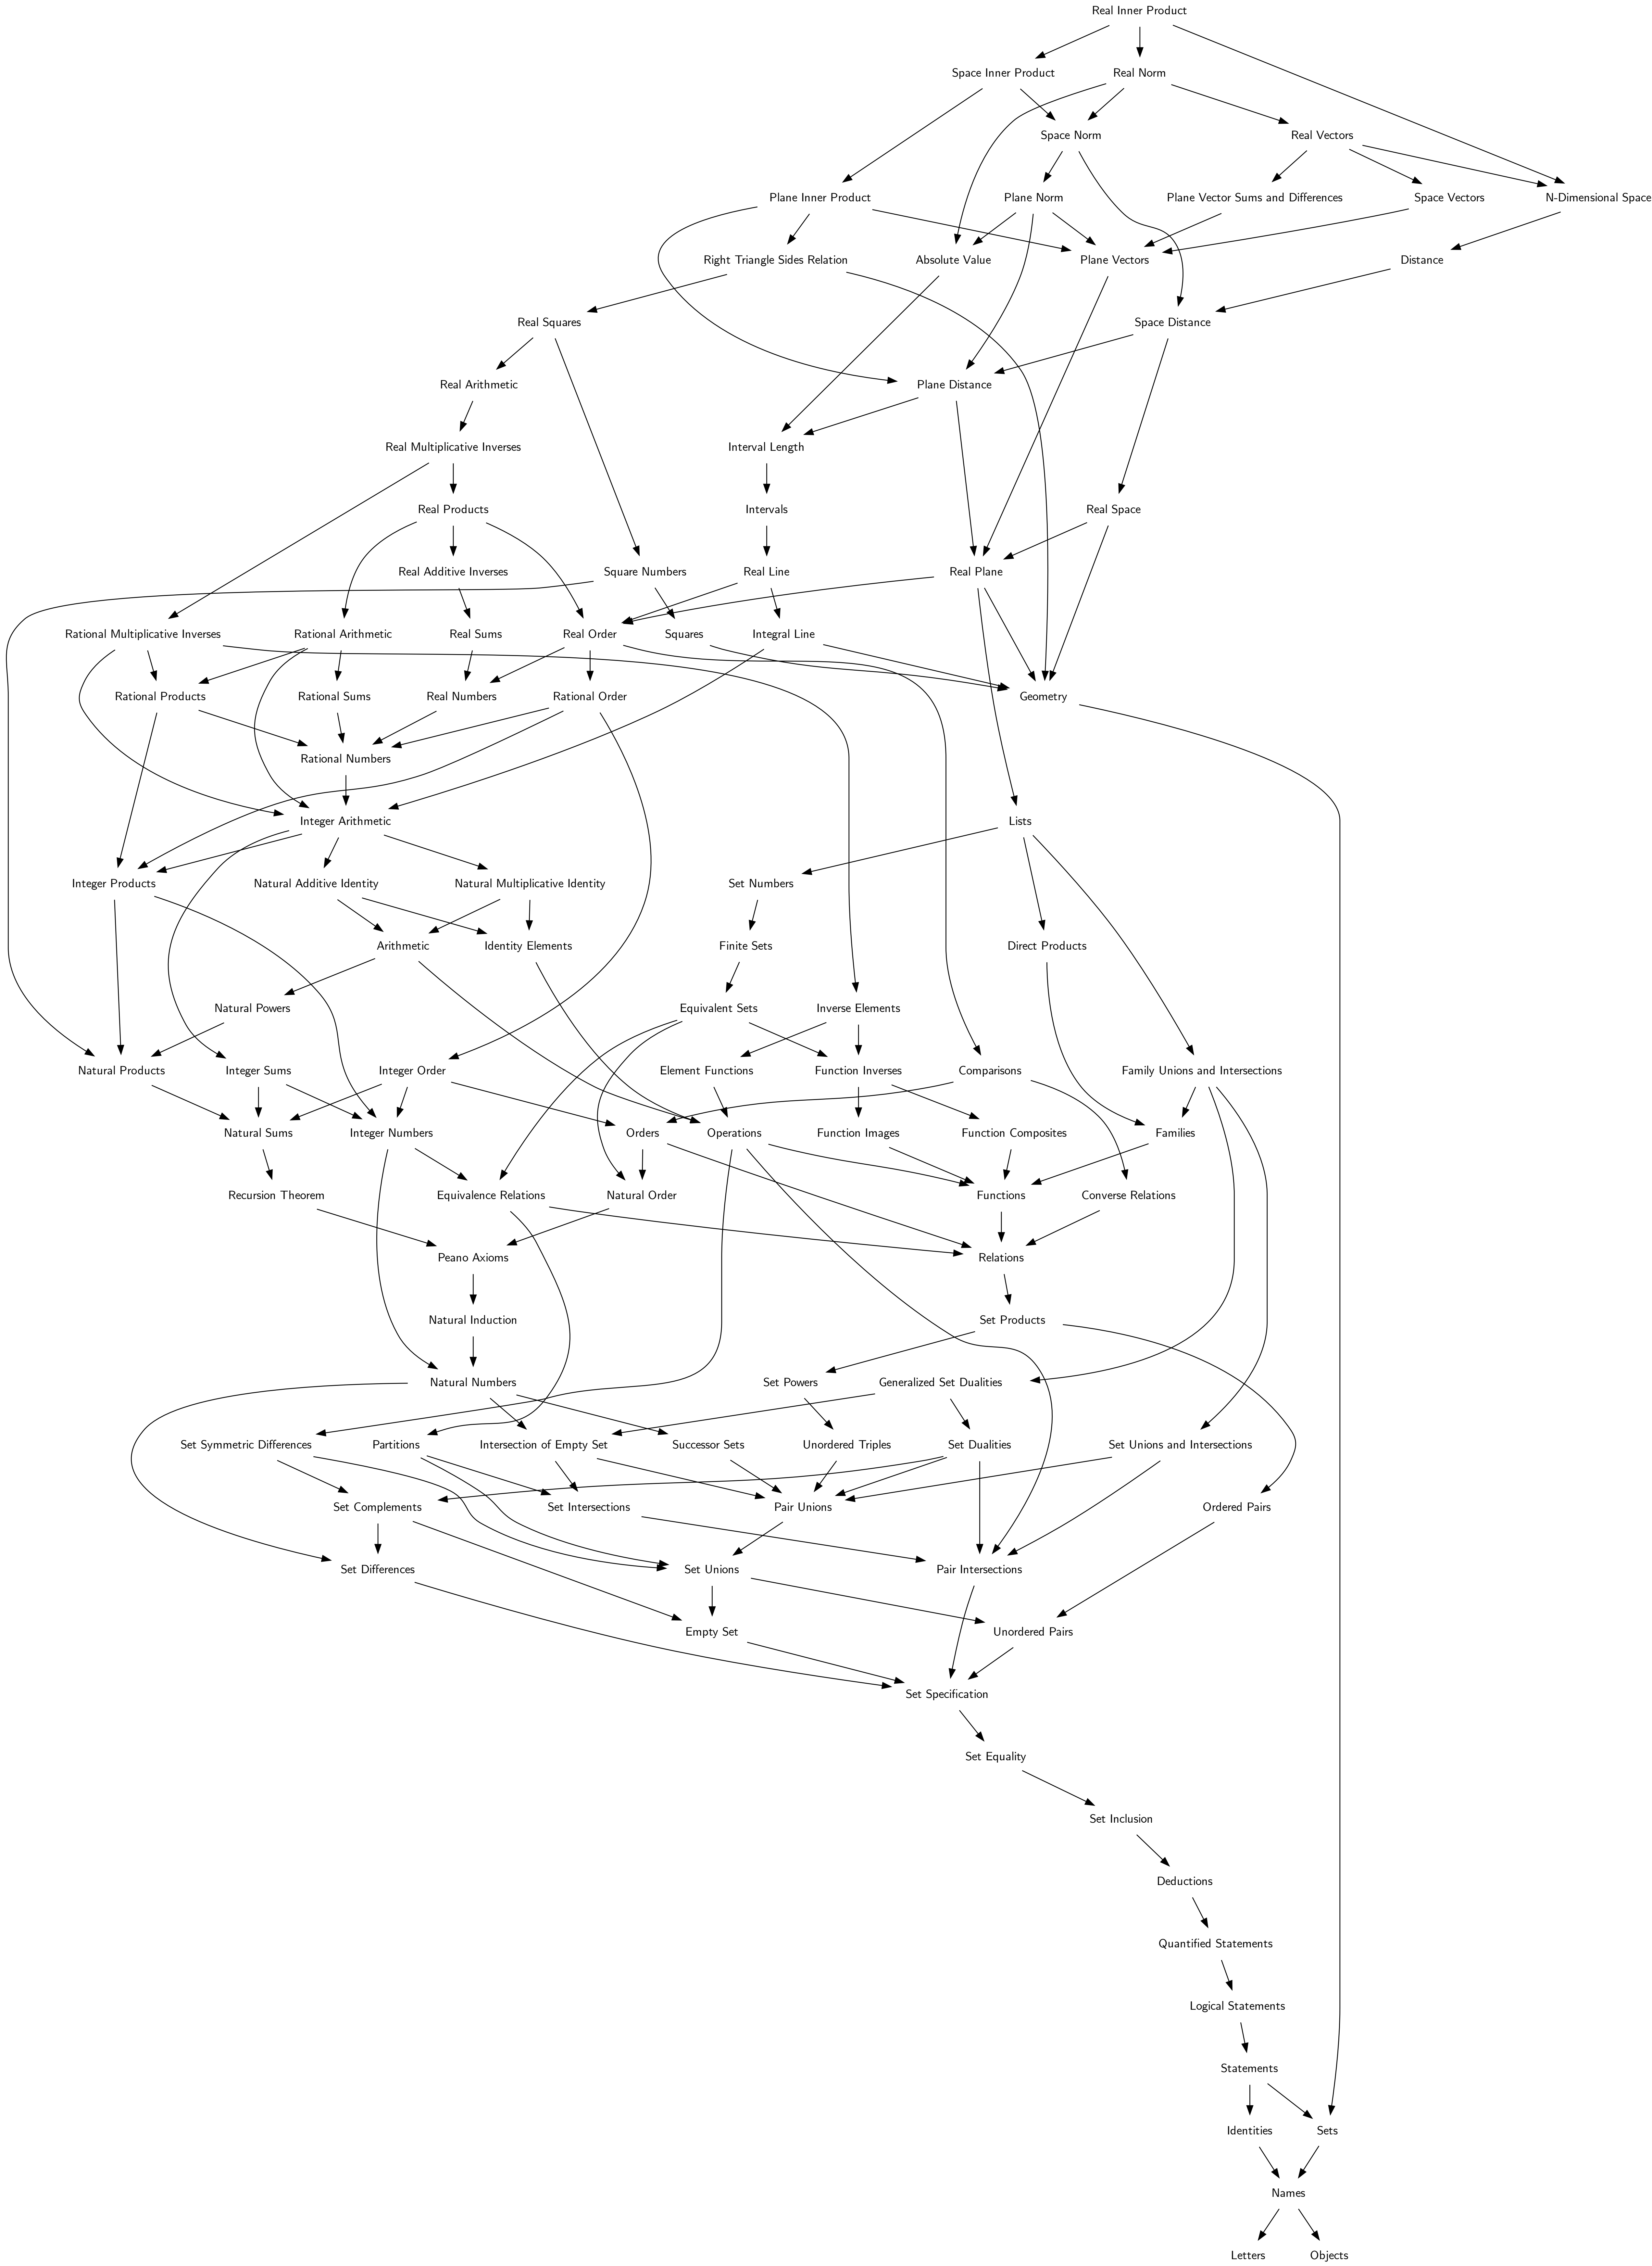 Real Inner Product
Space Inner Product
Real Norm
Space Norm
Real Vectors
Plane Inner Product
Plane Norm
Plane Vector Sums and Differences
Space Vectors
N-Dimensional Space
Right Triangle Sides Relation
Absolute Value
Plane Vectors
Distance
Real Squares
Space Distance
Real Arithmetic
Plane Distance
Real Multiplicative Inverses
Interval Length
Real Products
Intervals
Real Space
Real Additive Inverses
Square Numbers
Real Line
Real Plane
Rational Multiplicative Inverses
Rational Arithmetic
Real Sums
Real Order
Squares
Integral Line
Rational Products
Rational Sums
Real Numbers
Rational Order
Geometry
Rational Numbers
Integer Arithmetic
Lists
Integer Products
Natural Additive Identity
Natural Multiplicative Identity
Set Numbers
Arithmetic
Identity Elements
Finite Sets
Direct Products
Natural Powers
Equivalent Sets
Inverse Elements
Natural Products
Integer Sums
Integer Order
Element Functions
Function Inverses
Comparisons
Family Unions and Intersections
Natural Sums
Integer Numbers
Orders
Operations
Function Images
Function Composites
Families
Recursion Theorem
Equivalence Relations
Natural Order
Functions
Converse Relations
Peano Axioms
Relations
Natural Induction
Set Products
Natural Numbers
Set Powers
Generalized Set Dualities
Set Symmetric Differences
Partitions
Intersection of Empty Set
Successor Sets
Unordered Triples
Set Dualities
Set Unions and Intersections
Set Complements
Set Intersections
Pair Unions
Ordered Pairs
Set Differences
Set Unions
Pair Intersections
Empty Set
Unordered Pairs
Set Specification
Set Equality
Set Inclusion
Deductions
Quantified Statements
Logical Statements
Statements
Identities
Sets
Names
Letters
Objects